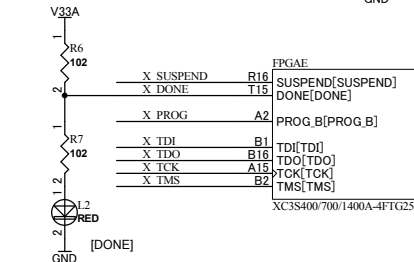 GND
V33A
1
R6
102
2
1
R7
102
2
1
L2
RED
2
[DONE]
GND
FPGAE
X SUSPEND R16 SUSPEND[SUSPEND]
X DONE T15 DONE[DONE]
X PROG A2 PROG_B[PROG_B]
X TDI B1 TDI[TDI]
X TDO B16 TDO[TDO]
X TCK A15 TCK[TCK]
X TMS B2 TMS[TMS]
XC3S400/700/1400A-4FTG25